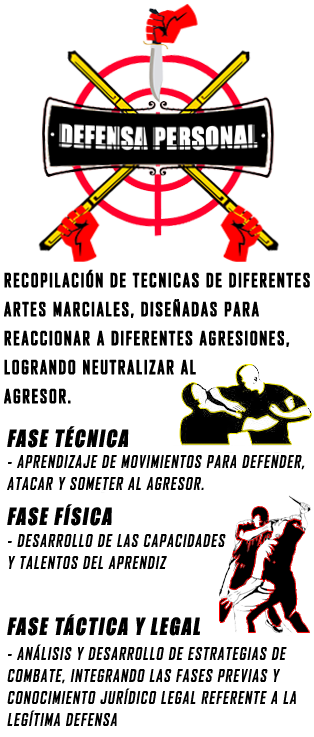 DEFENSA PERSONAL
RECOPILACIÓN DE TECNICAS DE DIFERENTES
ARTES MARCIALES, DISEÑADAS PARA
REACCIONAR A DIFERENTES AGRESIONES,
LOGRANDO NEUTRALIZAR AL
AGRESOR.
FASE TÉCNICA
- APRENDIZAJE DE MOVIMIENTOS PARA DEFENDER,
ATACAR Y SOMETER AL AGRESOR.
FASE FÍSICA
- DESARROLLO DE LAS CAPACIDADES
Y TALENTOS DEL APRENDIZ
FASE TÁCTICA Y LEGAL
- ANÁLISIS Y DESARROLLO DE ESTRATEGIAS DE
COMBATE, INTEGRANDO LAS FASES PREVIAS Y
CONOCIMIENTO JURÍDICO LEGAL REFERENTE A LA
LEGÍTIMA DEFENSA